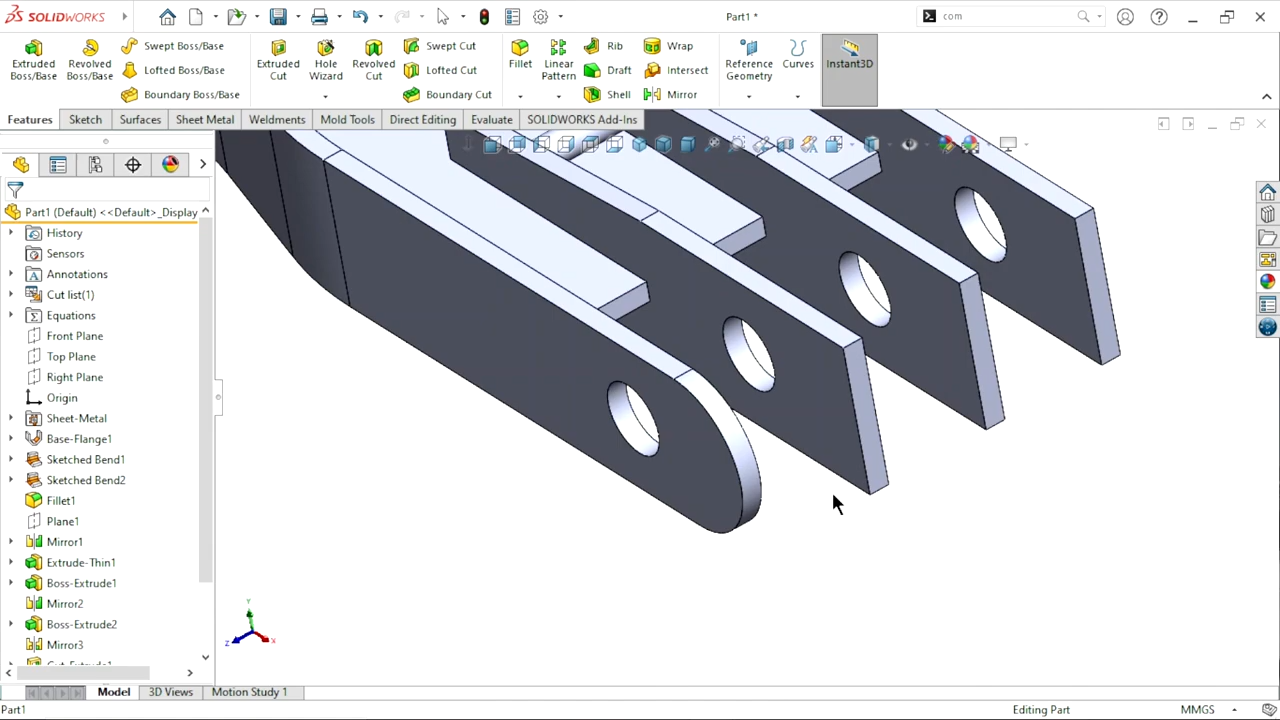 SOLIDWORKS
Part1 *
com
Extruded Boss/Base
Revolved Boss/Base
Swept Boss/Base
Lofted Boss/Base
Boundary Boss/Base
Extruded Cut
Hole Wizard
Revolved Cut
Swept Cut
Lofted Cut
Boundary Cut
Fillet
Linear Pattern
Rib
Draft
Shell
Wrap
Intersect
Mirror
Reference Geometry
Curves
Instant3D
Features
Sketch
Surfaces
Sheet Metal
Weldments
Mold Tools
Direct Editing
Evaluate
SOLIDWORKS Add-Ins
Part1 (Default) <<Default>_Display
History
Sensors
Annotations
Cut list(1)
Equations
Front Plane
Top Plane
Right Plane
Origin
Sheet-Metal
Base-Flange1
Sketched Bend1
Sketched Bend2
Fillet1
Plane1
Mirror1
Extrude-Thin1
Boss-Extrude1
Mirror2
Boss-Extrude2
Mirror3
Cut-Extrude1
Y
Z
X
Model
3D Views
Motion Study 1
Part1
Editing Part
MMGS